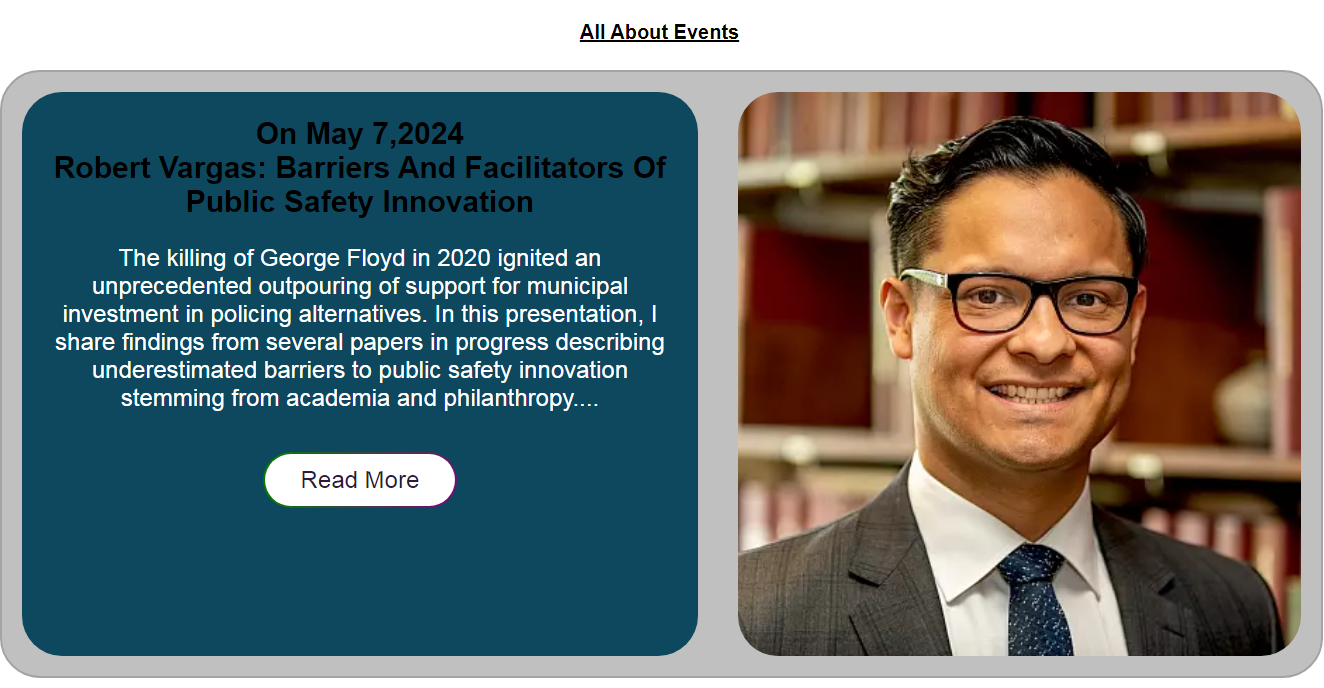 All About Events
On May 7,2024
Robert Vargas: Barriers And Facilitators Of
Public Safety Innovation
The killing of George Floyd in 2020 ignited an
unprecedented outpouring of support for municipal
investment in policing alternatives. In this presentation, I
share findings from several papers in progress describing
underestimated barriers to public safety innovation
stemming from academia and philanthropy....
Read More